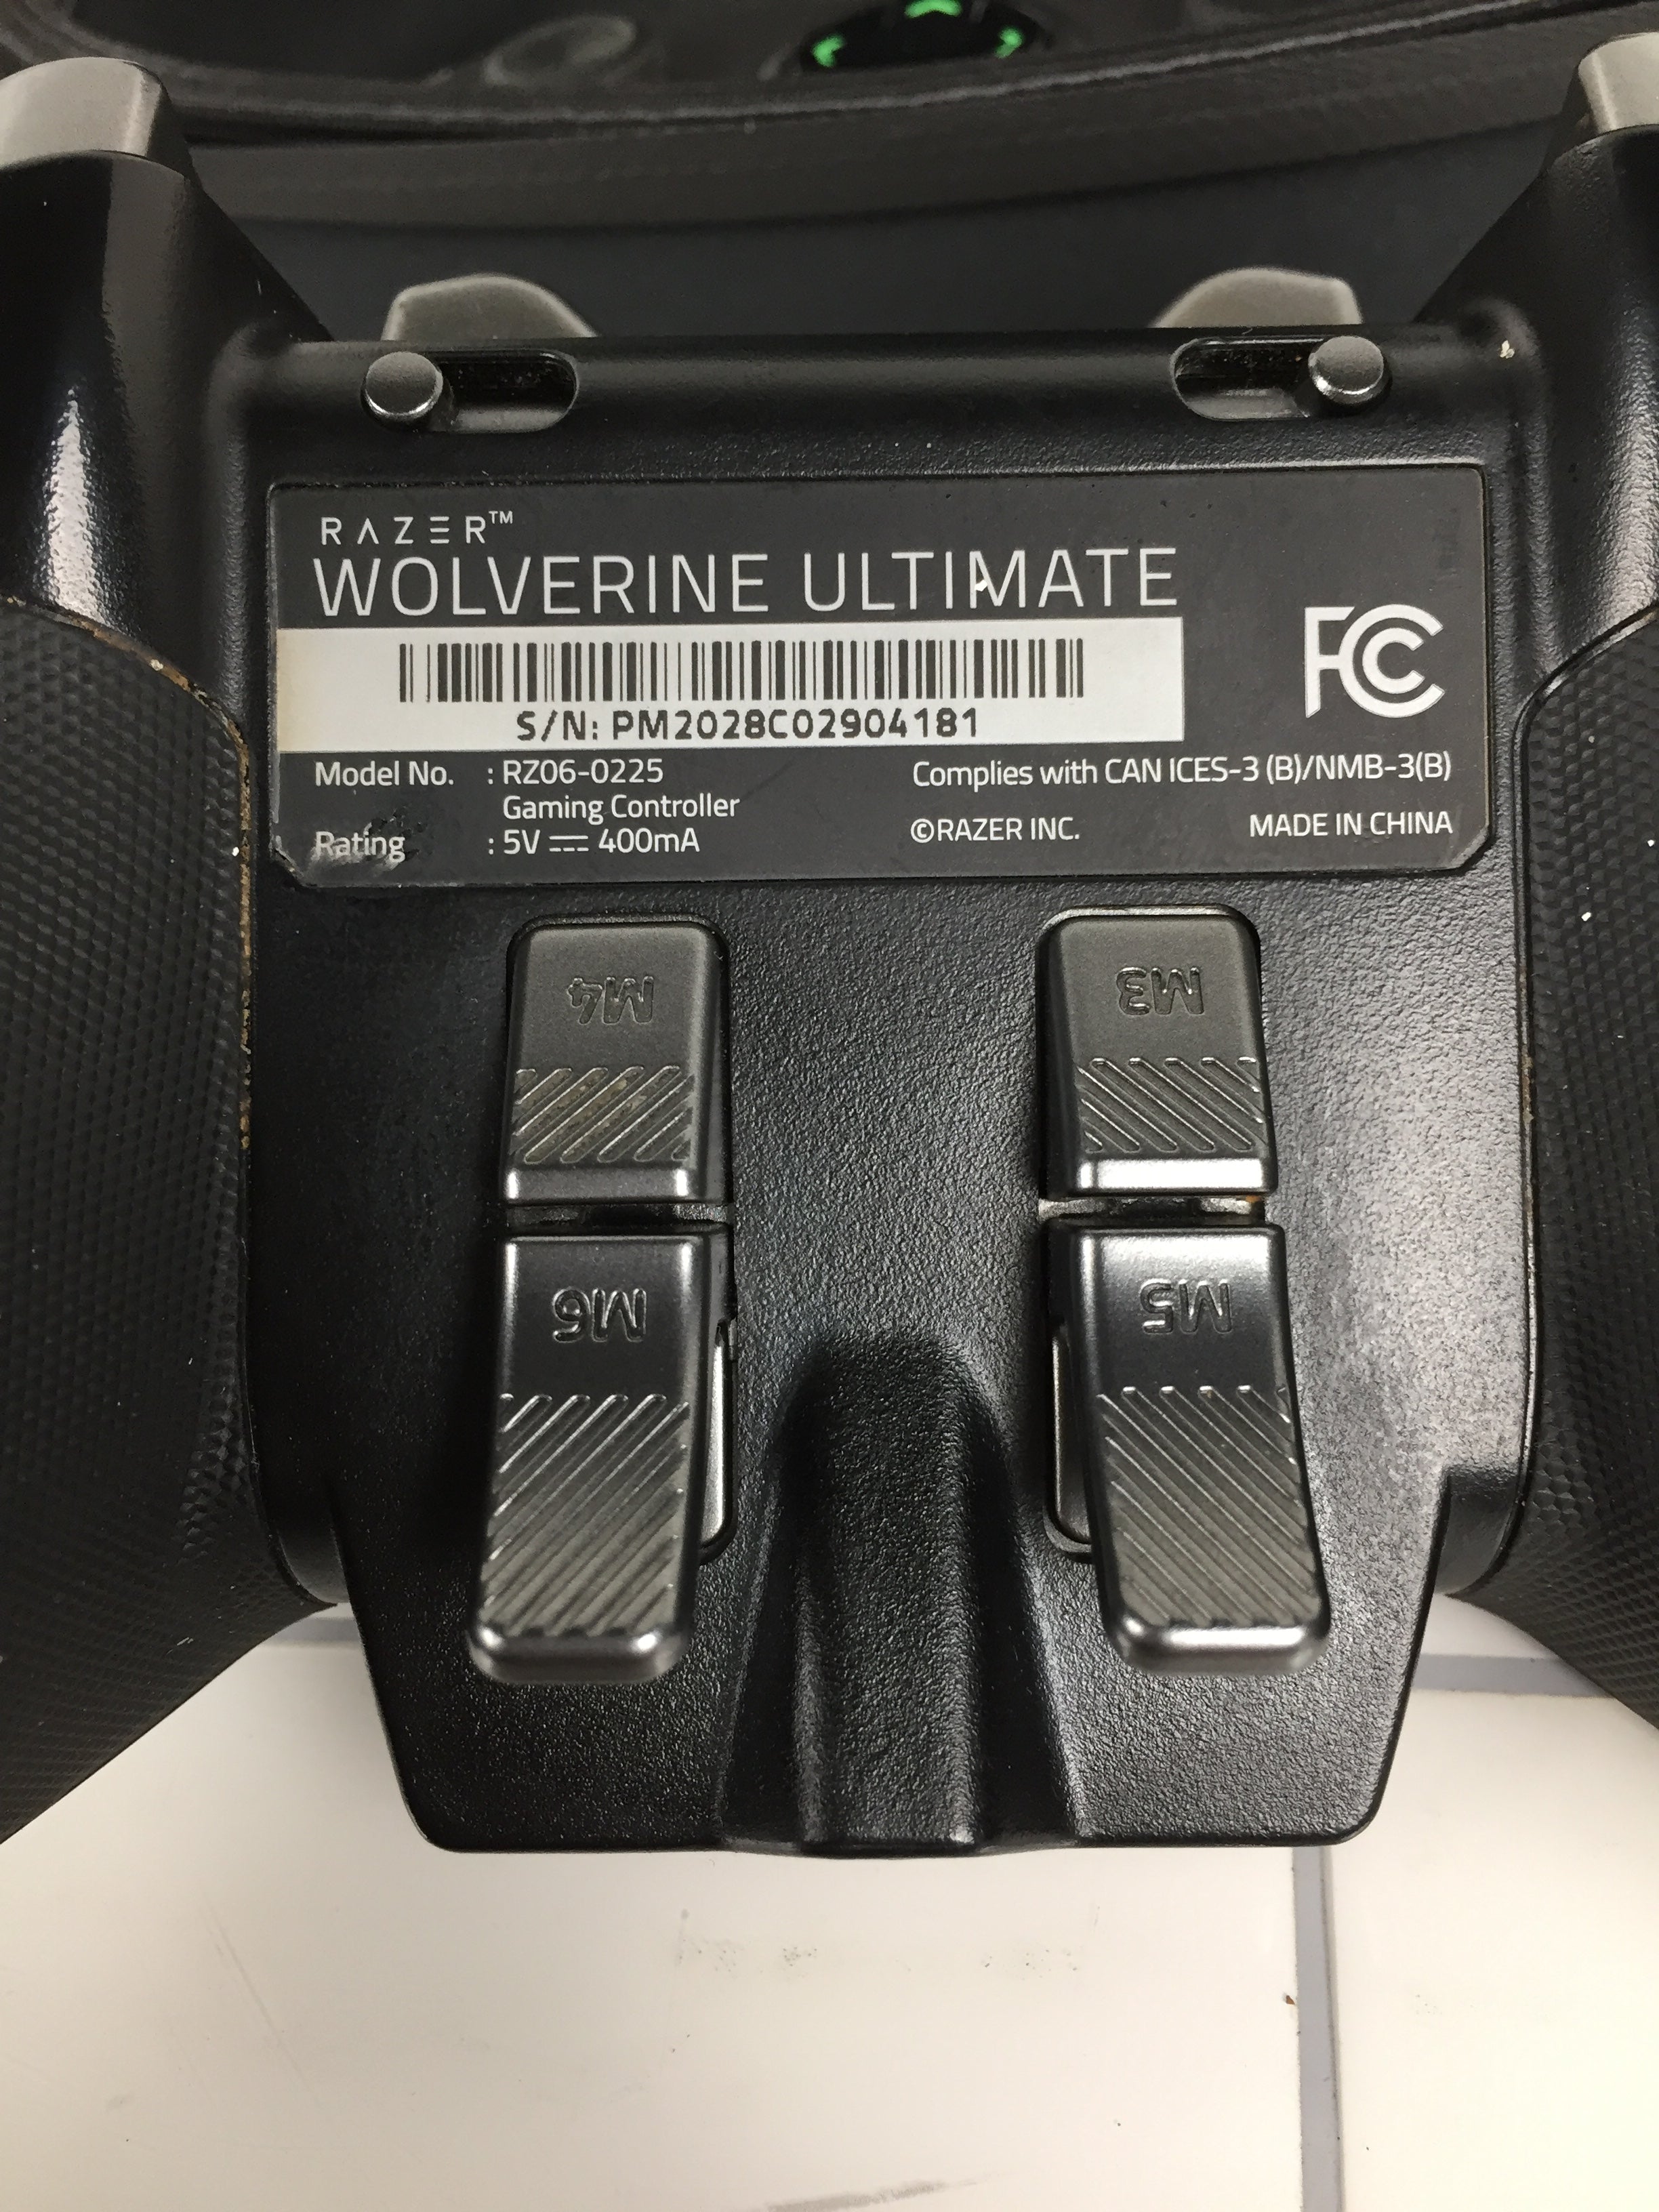 RAZER™
WOLVERINE ULTIMATE
S/N: PM2028C02904181
FC
Model No. : RZ06-0225
Gaming Controller
Rating : 5V ⎓ 400mA
Complies with CAN ICES-3 (B)/NMB-3(B)
©RAZER INC. MADE IN CHINA
M4 M3
M6 M5